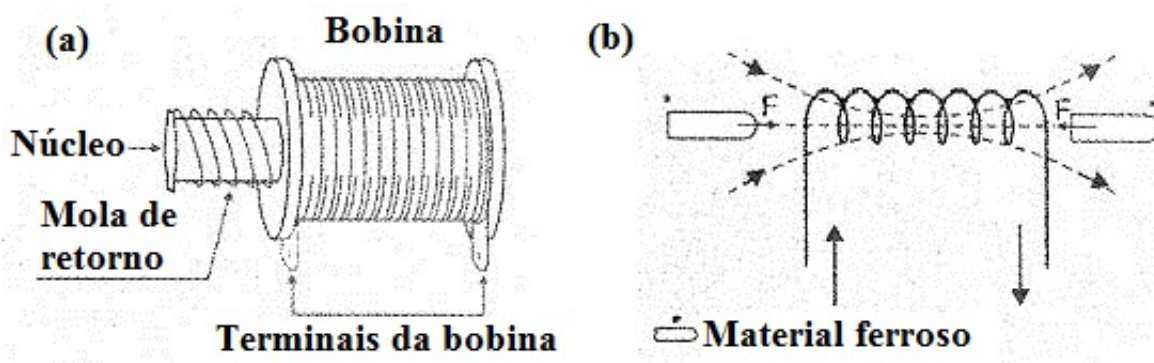 (a)
Bobina
Núcleo
Mola de
retorno
Terminais da bobina
(b)
F
F
Material ferroso